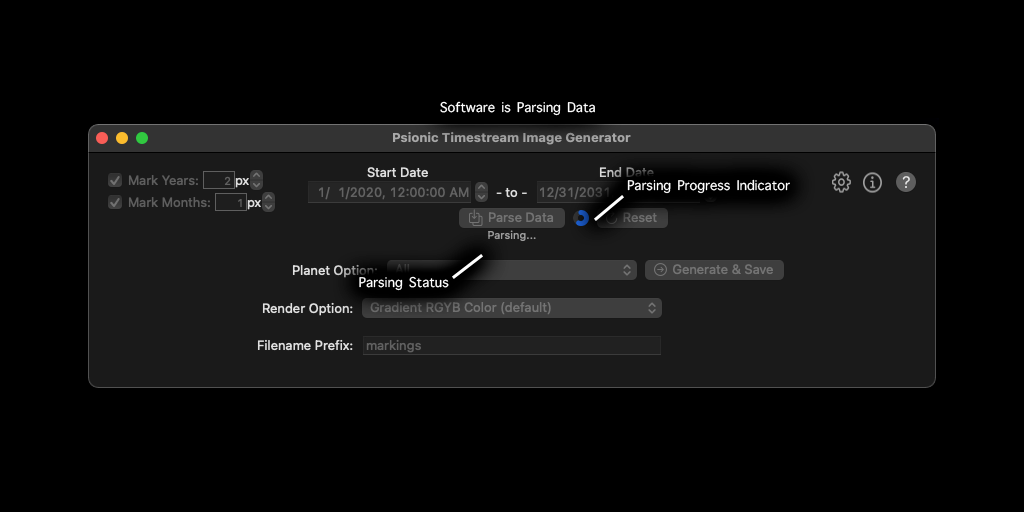 Software is Parsing Data
Psionic Timestream Image Generator
Start Date
End Date
Mark Years: 2 px
1/ 1/2020, 12:00:00 AM - to - 12/31/2031
Parsing Progress Indicator
?
Mark Months: 1 px
Parse Data
Reset
Parsing...
Planet Option: All
Generate & Save
Parsing Status
Render Option: Gradient RGYB Color (default)
Filename Prefix: markings